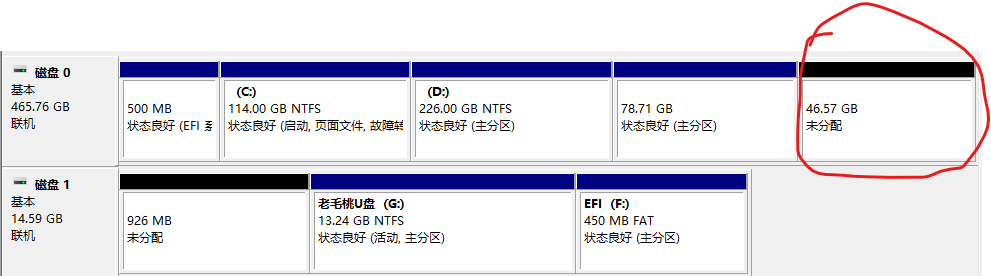 磁盘 0
基本
465.76 GB
联机
500 MB
状态良好 (EFI 系
(C:)
114.00 GB NTFS
状态良好 (启动, 页面文件, 故障转
(D:)
226.00 GB NTFS
状态良好 (主分区)
78.71 GB
状态良好 (主分区)
46.57 GB
未分配
磁盘 1
基本
14.59 GB
联机
926 MB
未分配
老毛桃U盘 (G:)
13.24 GB NTFS
状态良好 (活动, 主分区)
EFI (F:)
450 MB FAT
状态良好 (主分区)